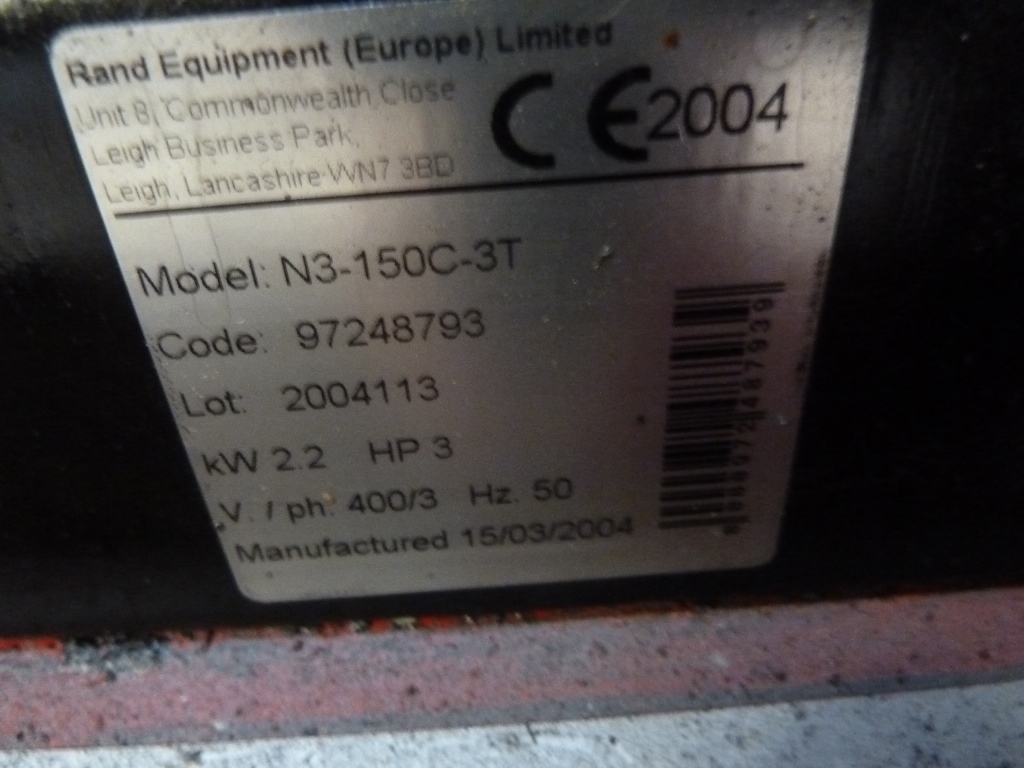 Rand Equipment (Europe) Limited
Unit 8, Commonwealth Close
Leigh Business Park,
Leigh, Lancashire WN7 3BD
CE 2004
Model: N3-150C-3T
Code: 97248793
Lot: 2004113
kW 2.2 HP 3
V. / ph: 400/3 Hz. 50
Manufactured 15/03/2004